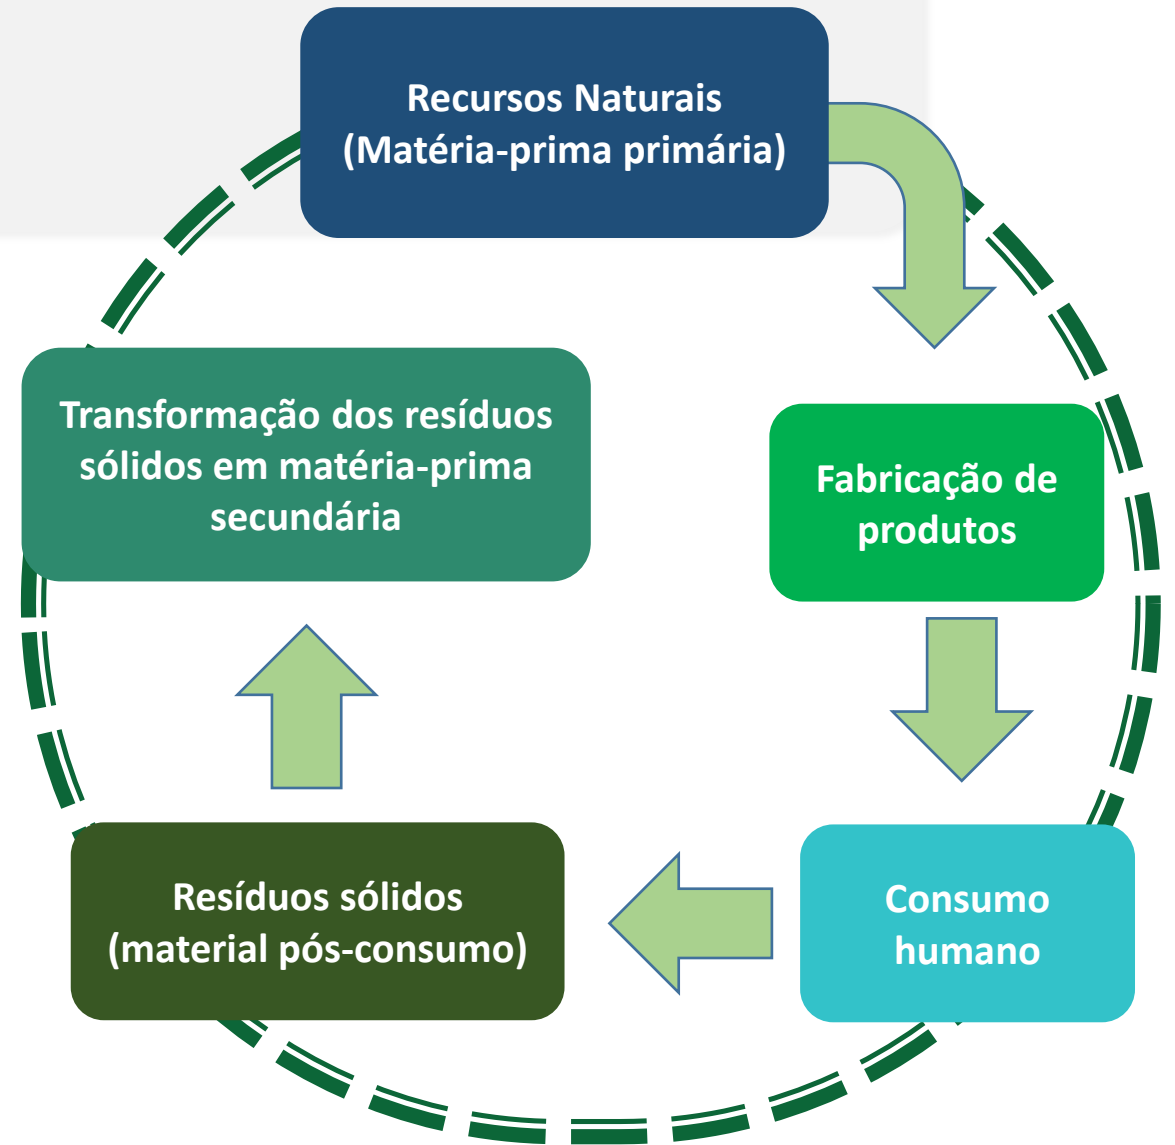 Recursos Naturais
(Matéria-prima primária)
Transformação dos resíduos
sólidos em matéria-prima
secundária
Fabricação de
produtos
Resíduos sólidos
(material pós-consumo)
Consumo
humano